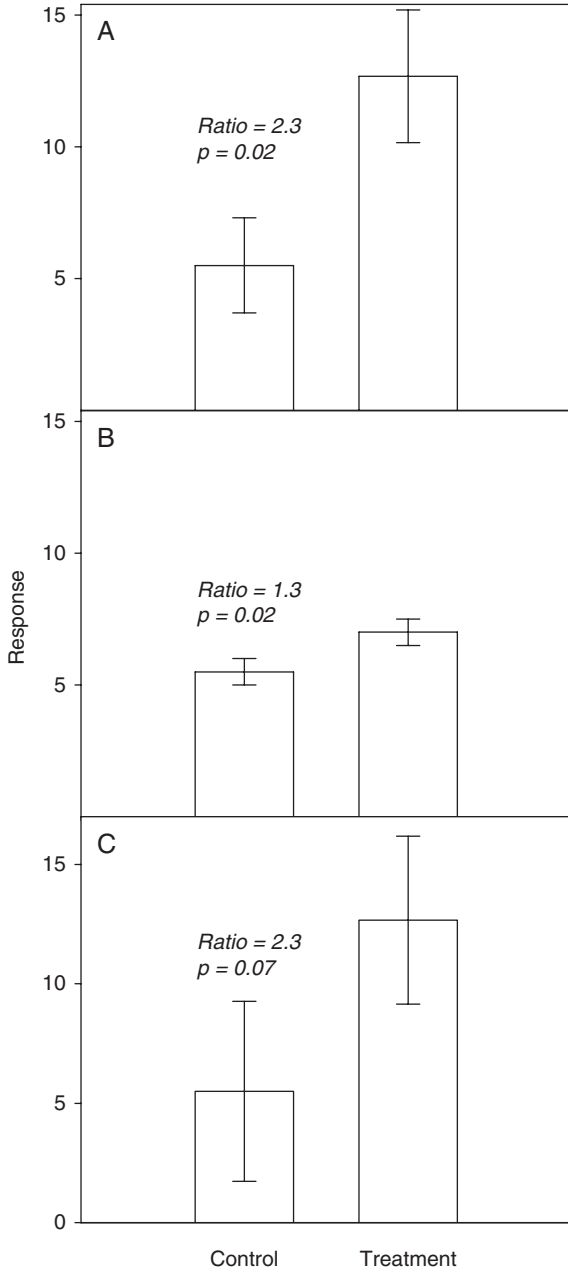 15
A
Ratio = 2.3
p = 0.02
10
5
15
B
10
Ratio = 1.3
p = 0.02
5
Response
C
15
Ratio = 2.3
p = 0.07
10
5
0
Control Treatment